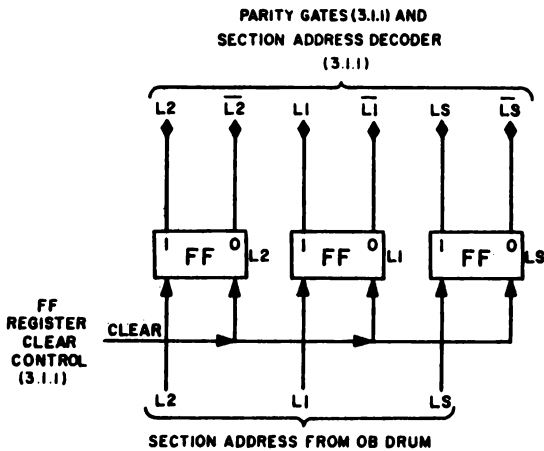 PARITY GATES (3.1.1) AND
SECTION ADDRESS DECODER
(3.1.1)
L2 L̅2̅ L1 L̅1̅ LS L̅S̅
1 0 1 0 1 0
FF L2 FF L1 FF LS
FF
REGISTER
CLEAR
CONTROL
(3.1.1)
CLEAR
L2 L1 LS
SECTION ADDRESS FROM OB DRUM